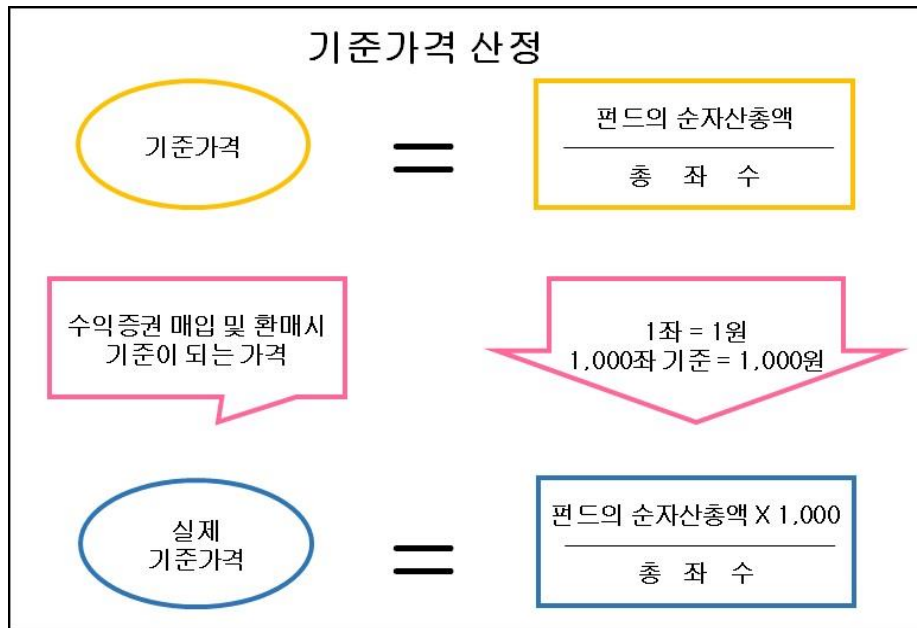 기준가격 산정
기준가격
=
펀드의 순자산총액
총 좌 수
수익증권 매입 및 환매시
기준이 되는 가격
1좌 = 1원
1,000좌 기준 = 1,000원
실제
기준가격
=
펀드의 순자산총액 X 1,000
총 좌 수